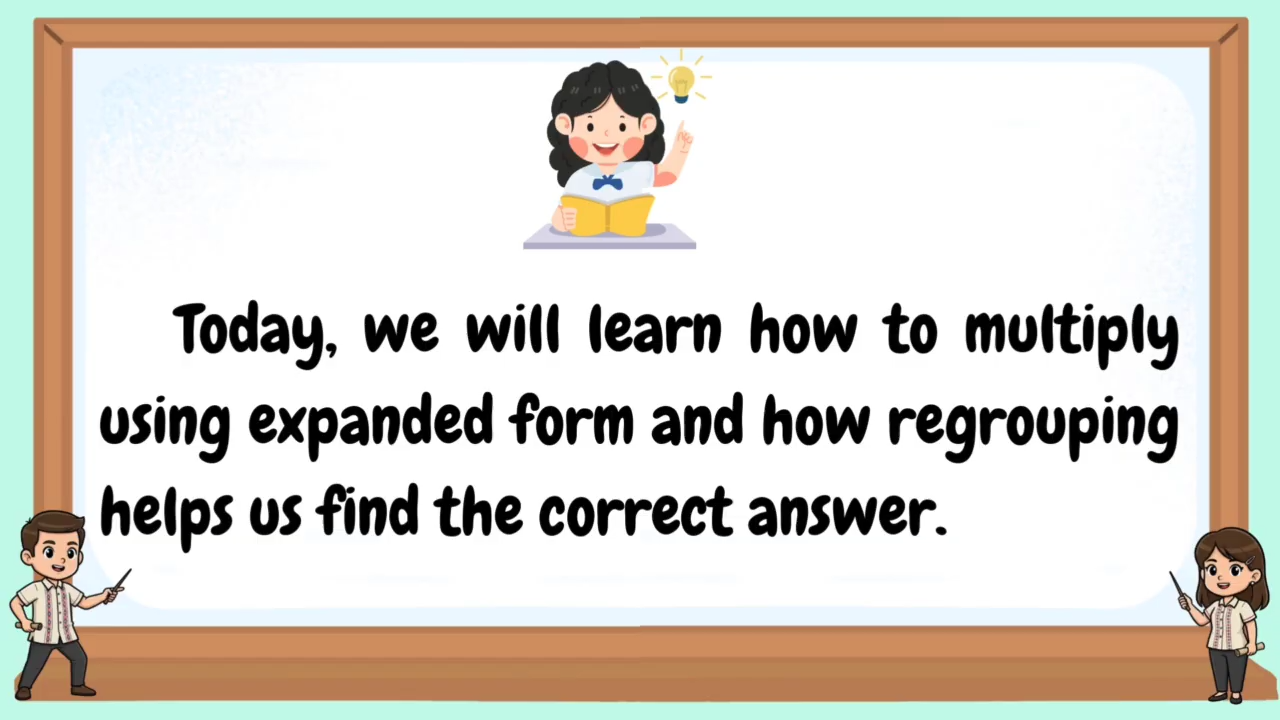 Today, we will learn how to multiply
using expanded form and how regrouping
helps us find the correct answer.